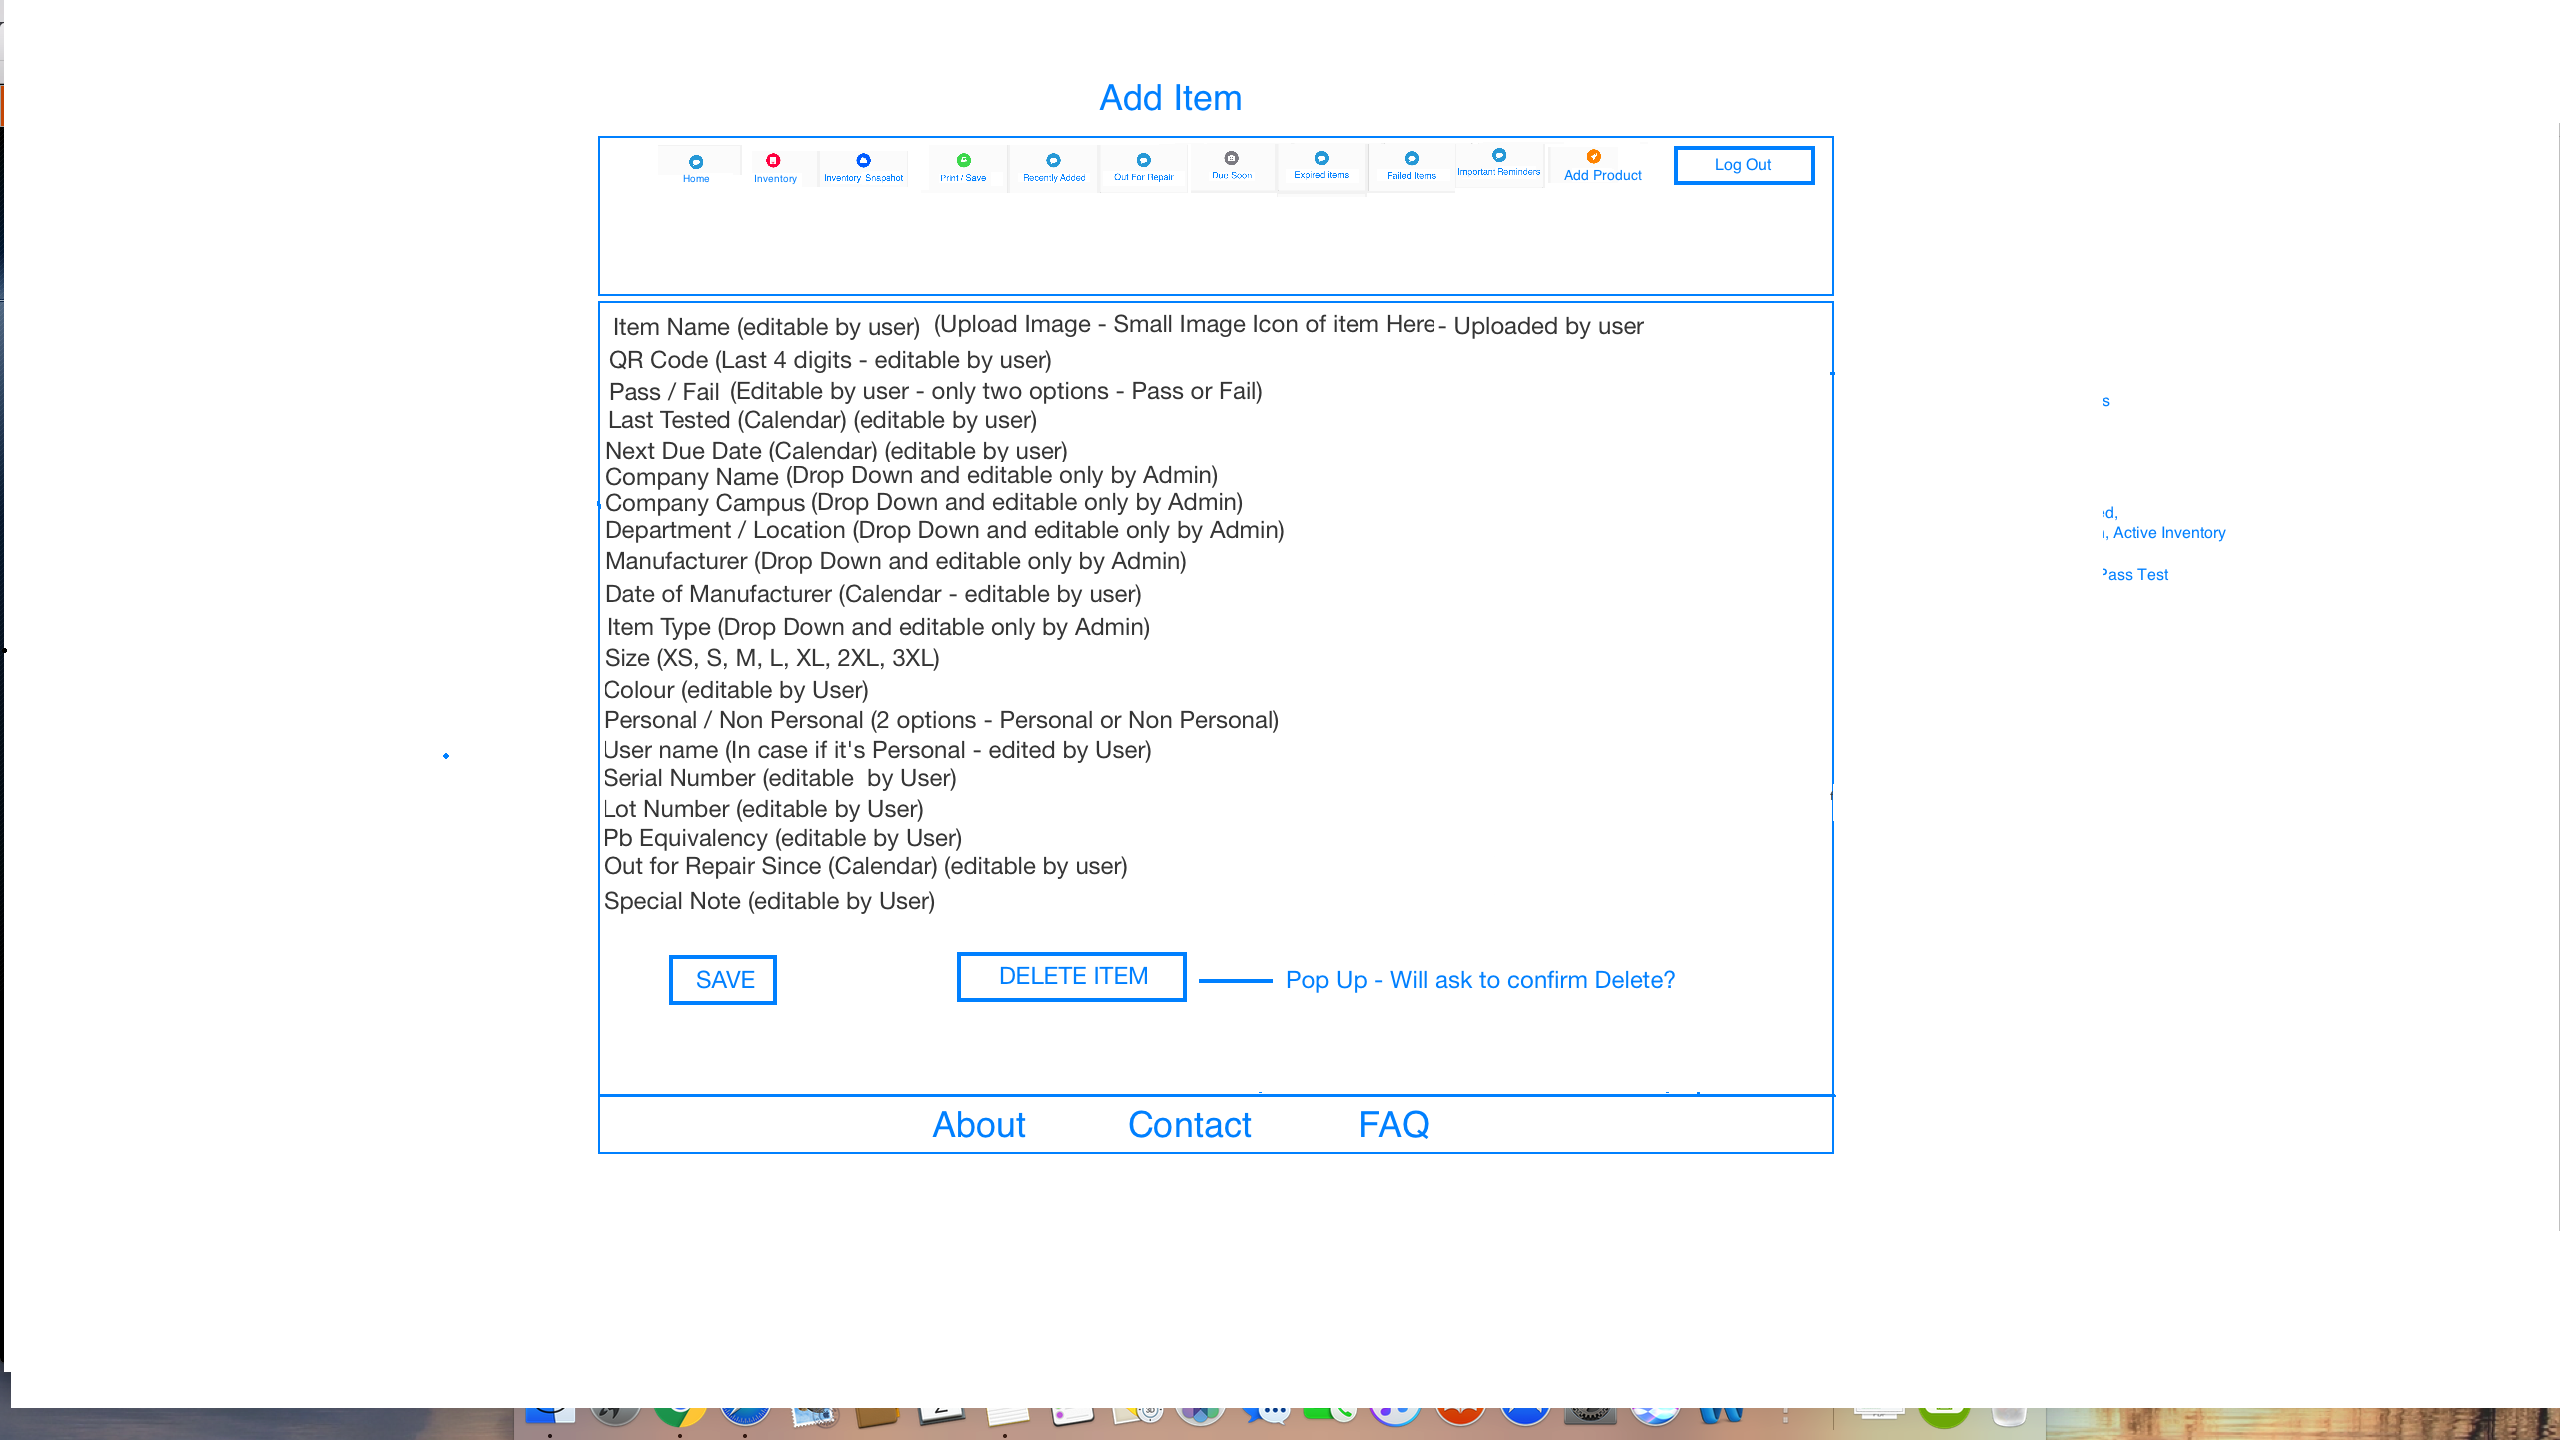 Add Item
Home Inventory Inventory Snapshot Print / Save Recently Added Out For Repair Due Soon Expired items Failed Items Important Reminders Add Product Log Out
Item Name (editable by user) (Upload Image - Small Image Icon of item Here - Uploaded by user
QR Code (Last 4 digits - editable by user)
Pass / Fail (Editable by user - only two options - Pass or Fail)
Last Tested (Calendar) (editable by user)
Next Due Date (Calendar) (editable by user)
Company Name (Drop Down and editable only by Admin)
Company Campus (Drop Down and editable only by Admin)
Department / Location (Drop Down and editable only by Admin)
Manufacturer (Drop Down and editable only by Admin)
Date of Manufacturer (Calendar - editable by user)
Item Type (Drop Down and editable only by Admin)
Size (XS, S, M, L, XL, 2XL, 3XL)
Colour (editable by User)
Personal / Non Personal (2 options - Personal or Non Personal)
User name (In case if it's Personal - edited by User)
Serial Number (editable by User)
Lot Number (editable by User)
Pb Equivalency (editable by User)
Out for Repair Since (Calendar) (editable by user)
Special Note (editable by User)
SAVE
DELETE ITEM
Pop Up - Will ask to confirm Delete?
About Contact FAQ
s
ed,
, Active Inventory
Pass Test